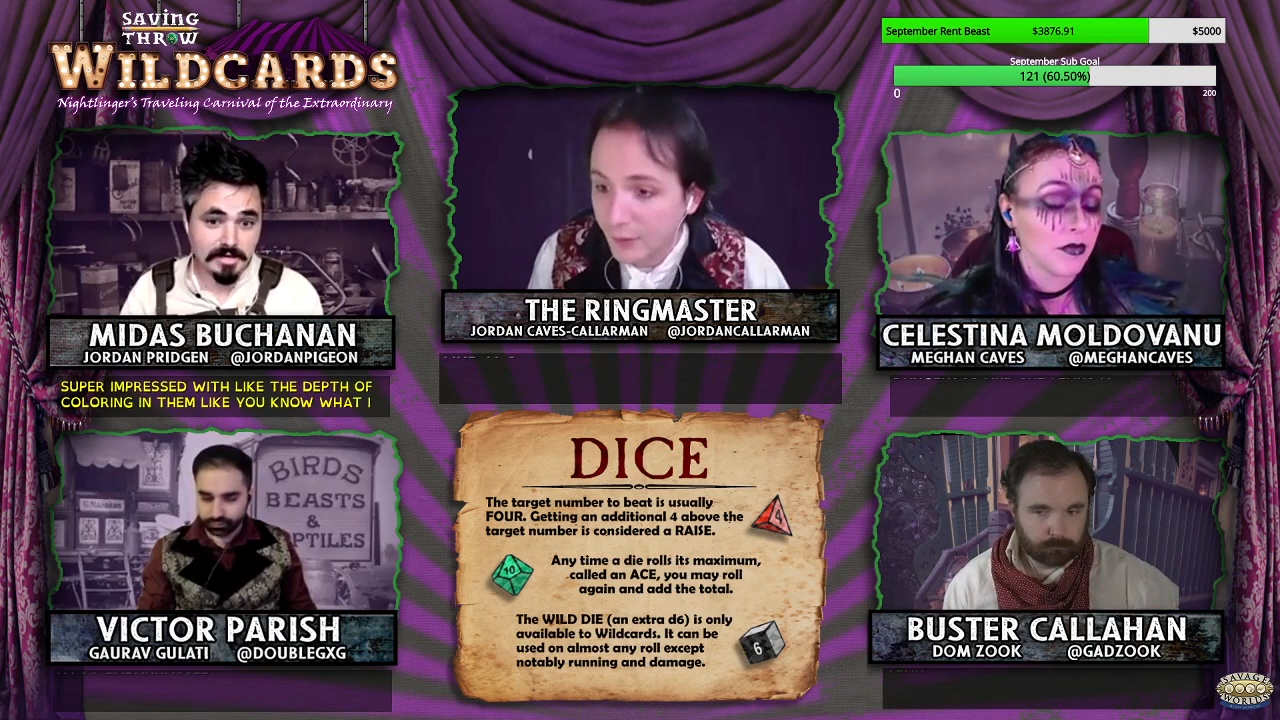 SAVING
THROW
WILDCARDS
Nightlinger's Traveling Carnival of the Extraordinary
September Rent Beast $3876.91 $5000
September Sub Goal
121 (60.50%)
0 200
MIDAS BUCHANAN
JORDAN PRIDGEN @JORDANPIGEON
SUPER IMPRESSED WITH LIKE THE DEPTH OF
COLORING IN THEM LIKE YOU KNOW WHAT I
THE RINGMASTER
JORDAN CAVES-CALLARMAN @JORDANCALLARMAN
CELESTINA MOLDOVANU
MEGHAN CAVES @MEGHANCAVES
BIRDS
BEASTS
&
PTILES
VICTOR PARISH
GAURAV GULATI @DOUBLEGXG
DICE
The target number to beat is usually
FOUR. Getting an additional 4 above the
target number is considered a RAISE.
4
10
Any time a die rolls its maximum,
called an ACE, you may roll
again and add the total.
The WILD DIE (an extra d6) is only
available to Wildcards. It can be
used on almost any roll except
notably running and damage.
6
BUSTER CALLAHAN
DOM ZOOK @GADZOOK
SAVAGE
WORLDS